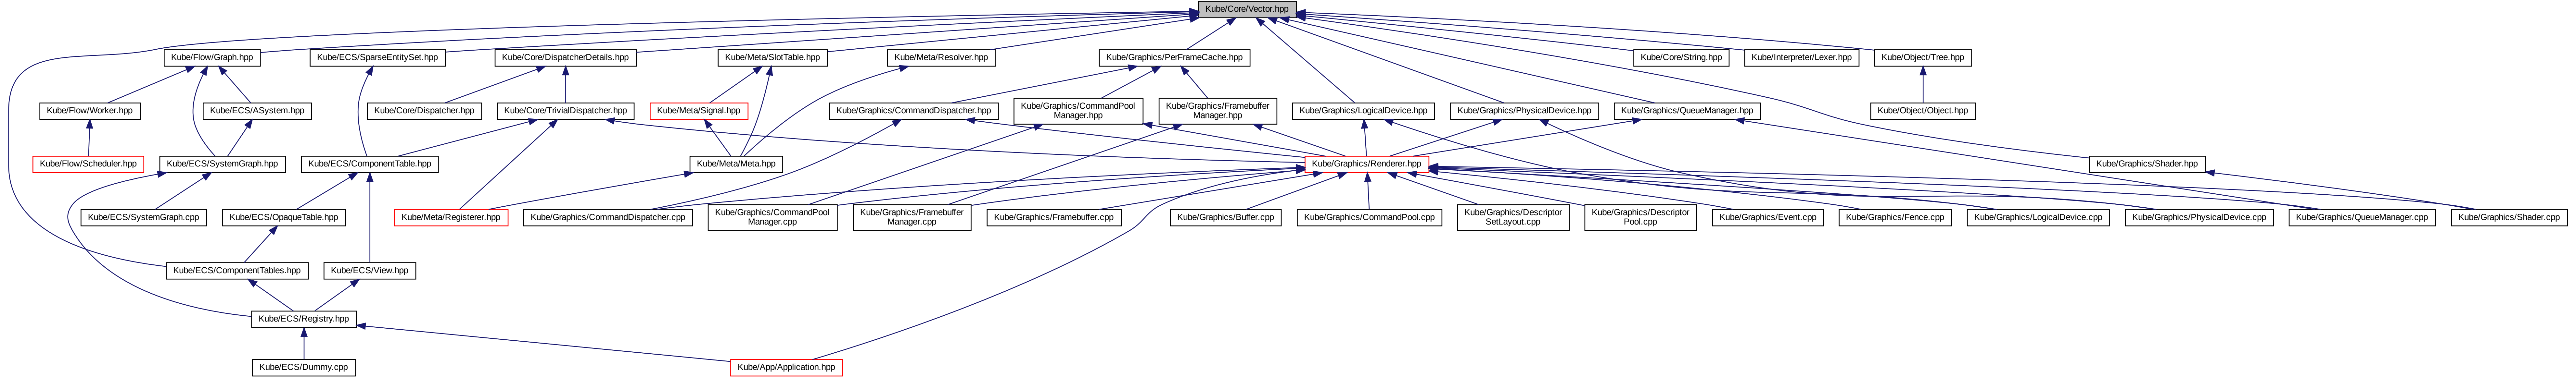 Kube/Core/Vector.hpp
Kube/Flow/Graph.hpp
Kube/ECS/SparseEntitySet.hpp
Kube/Core/DispatcherDetails.hpp
Kube/Meta/SlotTable.hpp
Kube/Meta/Resolver.hpp
Kube/Graphics/PerFrameCache.hpp
Kube/Core/String.hpp
Kube/Interpreter/Lexer.hpp
Kube/Object/Tree.hpp
Kube/Flow/Worker.hpp
Kube/ECS/ASystem.hpp
Kube/Core/Dispatcher.hpp
Kube/Core/TrivialDispatcher.hpp
Kube/Meta/Signal.hpp
Kube/Graphics/CommandDispatcher.hpp
Kube/Graphics/CommandPool
Manager.hpp
Kube/Graphics/Framebuffer
Manager.hpp
Kube/Graphics/LogicalDevice.hpp
Kube/Graphics/PhysicalDevice.hpp
Kube/Graphics/QueueManager.hpp
Kube/Object/Object.hpp
Kube/Flow/Scheduler.hpp
Kube/ECS/SystemGraph.hpp
Kube/ECS/ComponentTable.hpp
Kube/Meta/Meta.hpp
Kube/Graphics/Renderer.hpp
Kube/Graphics/Shader.hpp
Kube/ECS/SystemGraph.cpp
Kube/ECS/OpaqueTable.hpp
Kube/Meta/Registerer.hpp
Kube/Graphics/CommandDispatcher.cpp
Kube/Graphics/CommandPool
Manager.cpp
Kube/Graphics/Framebuffer
Manager.cpp
Kube/Graphics/Framebuffer.cpp
Kube/Graphics/Buffer.cpp
Kube/Graphics/CommandPool.cpp
Kube/Graphics/Descriptor
SetLayout.cpp
Kube/Graphics/Descriptor
Pool.cpp
Kube/Graphics/Event.cpp
Kube/Graphics/Fence.cpp
Kube/Graphics/LogicalDevice.cpp
Kube/Graphics/PhysicalDevice.cpp
Kube/Graphics/QueueManager.cpp
Kube/Graphics/Shader.cpp
Kube/ECS/ComponentTables.hpp
Kube/ECS/View.hpp
Kube/ECS/Registry.hpp
Kube/ECS/Dummy.cpp
Kube/App/Application.hpp